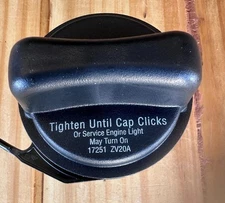 Tighten Until Cap Clicks
Or Service Engine Light
May Turn On
17251 ZV20A